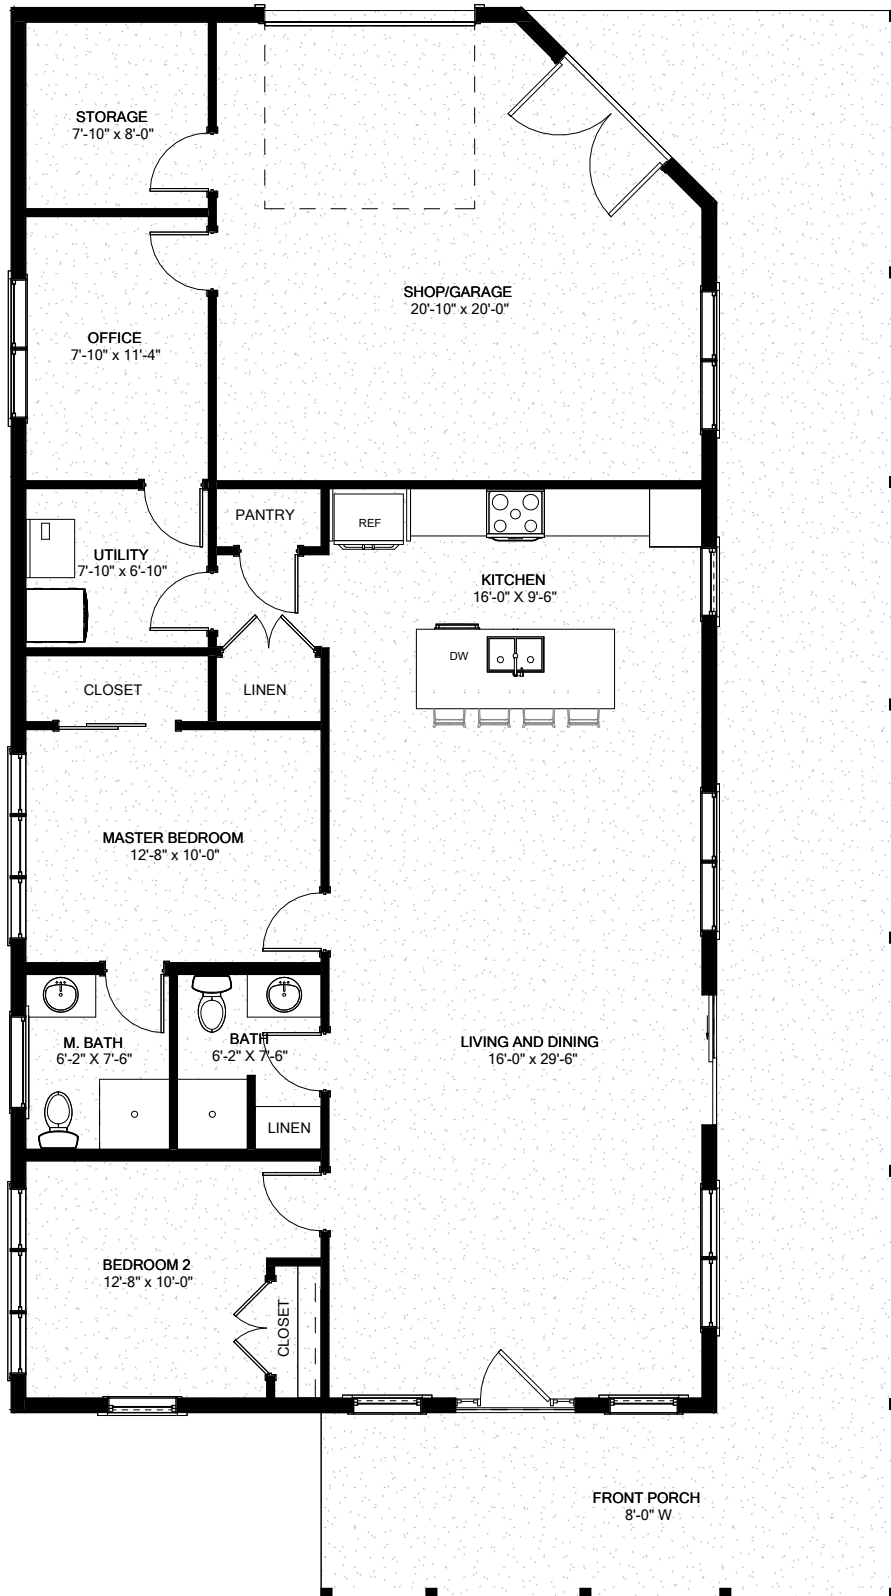 STORAGE
7'-10" x 8'-0"
SHOP/GARAGE
20'-10" x 20'-0"
OFFICE
7'-10" x 11'-4"
PANTRY
REF
UTILITY
7'-10" x 6'-10"
KITCHEN
16'-0" X 9'-6"
DW
CLOSET
LINEN
MASTER BEDROOM
12'-8" x 10'-0"
M. BATH
6'-2" X 7'-6"
BATH
6'-2" X 7'-6"
LIVING AND DINING
16'-0" x 29'-6"
LINEN
BEDROOM 2
12'-8" x 10'-0"
CLOSET
FRONT PORCH
8'-0" W